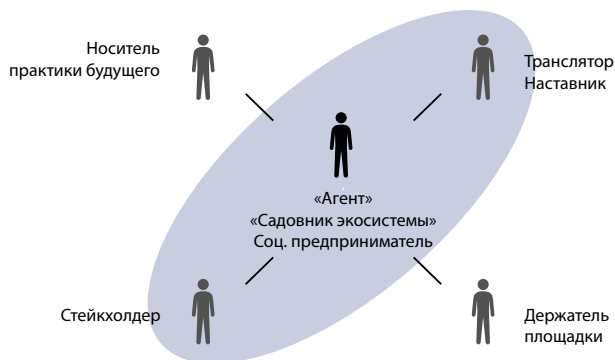 Носитель
практики будущего
Транслятор
Наставник
«Агент»
«Садовник экосистемы»
Соц. предприниматель
Стейкхолдер
Держатель
площадки